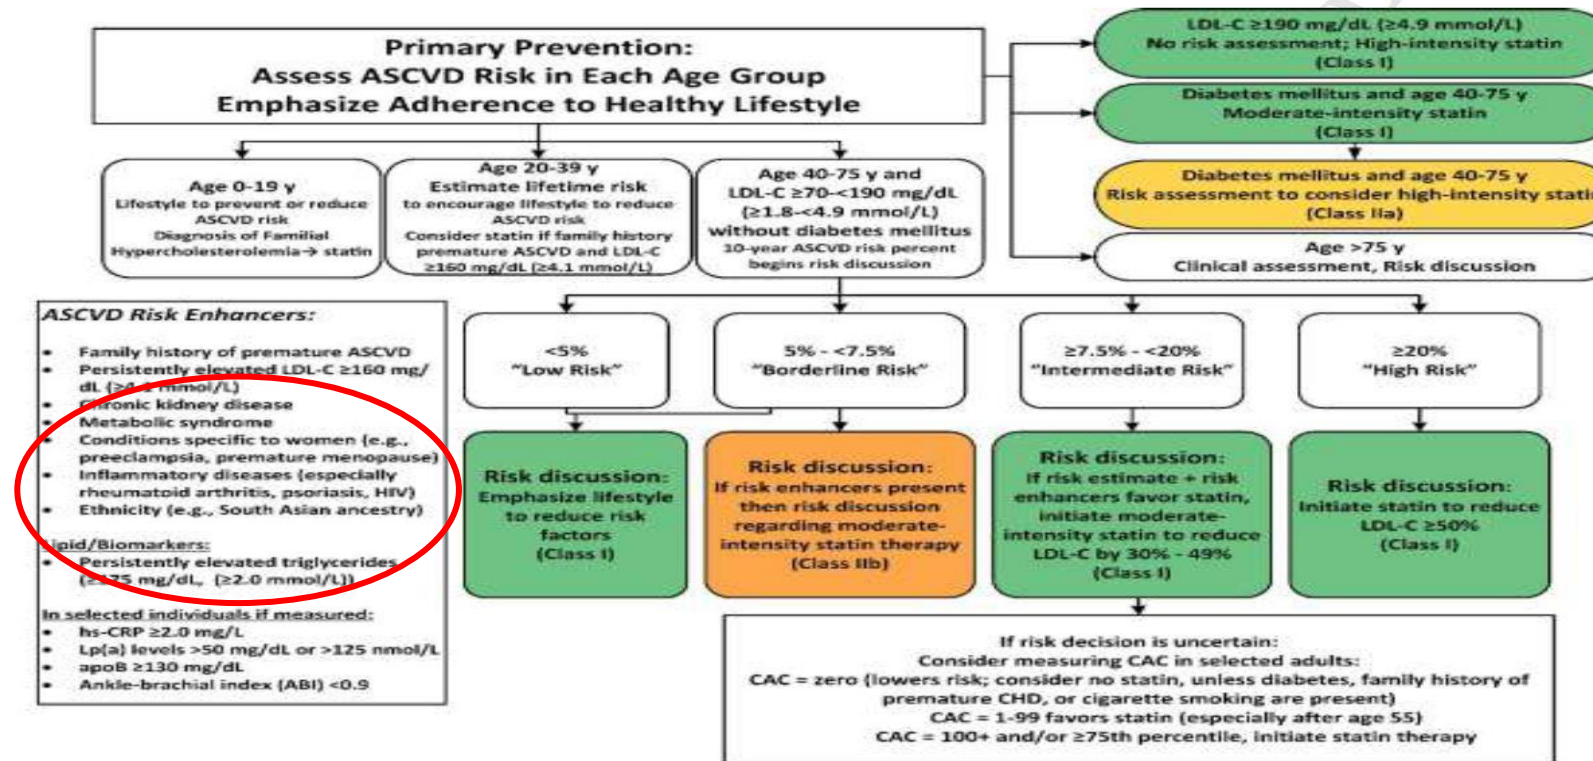 Primary Prevention:
Assess ASCVD Risk in Each Age Group
Emphasize Adherence to Healthy Lifestyle
LDL-C ≥190 mg/dL (≥4.9 mmol/L)
No risk assessment; High-intensity statin
(Class I)
Diabetes mellitus and age 40-75 y
Moderate-intensity statin
(Class I)
Diabetes mellitus and age 40-75 y
Risk assessment to consider high-intensity statin
(Class IIa)
Age >75 y
Clinical assessment, Risk discussion
Age 0-19 y
Lifestyle to prevent or reduce
ASCVD risk
Diagnosis of Familial
Hypercholesterolemia→ statin
Age 20-39 y
Estimate lifetime risk
to encourage lifestyle to reduce
ASCVD risk
Consider statin if family history
premature ASCVD and LDL-C
≥160 mg/dL (≥4.1 mmol/L)
Age 40-75 y and
LDL-C ≥70-<190 mg/dL
(≥1.8-<4.9 mmol/L)
without diabetes mellitus
10-year ASCVD risk percent
begins risk discussion
<5%
"Low Risk"
5% - <7.5%
"Borderline Risk"
≥7.5% - <20%
"Intermediate Risk"
≥20%
"High Risk"
Risk discussion:
Emphasize lifestyle
to reduce risk
factors
(Class I)
Risk discussion:
If risk enhancers present
then risk discussion
regarding moderate-
intensity statin therapy
(Class IIb)
Risk discussion:
If risk estimate + risk
enhancers favor statin,
initiate moderate-
intensity statin to reduce
LDL-C by 30% - 49%
(Class I)
Risk discussion:
Initiate statin to reduce
LDL-C ≥50%
(Class I)
ASCVD Risk Enhancers:
• Family history of premature ASCVD
• Persistently elevated LDL-C ≥160 mg/
dL (≥4.1 mmol/L)
• Chronic kidney disease
• Metabolic syndrome
• Conditions specific to women (e.g.,
preeclampsia, premature menopause)
• Inflammatory diseases (especially
rheumatoid arthritis, psoriasis, HIV)
• Ethnicity (e.g., South Asian ancestry)
Lipid/Biomarkers:
• Persistently elevated triglycerides
(≥175 mg/dL, (≥2.0 mmol/L))
In selected individuals if measured:
• hs-CRP ≥2.0 mg/L
• Lp(a) levels >50 mg/dL or >125 nmol/L
• apoB ≥130 mg/dL
• Ankle-brachial index (ABI) <0.9
If risk decision is uncertain:
Consider measuring CAC in selected adults:
CAC = zero (lowers risk; consider no statin, unless diabetes, family history of
premature CHD, or cigarette smoking are present)
CAC = 1-99 favors statin (especially after age 55)
CAC = 100+ and/or ≥75th percentile, initiate statin therapy